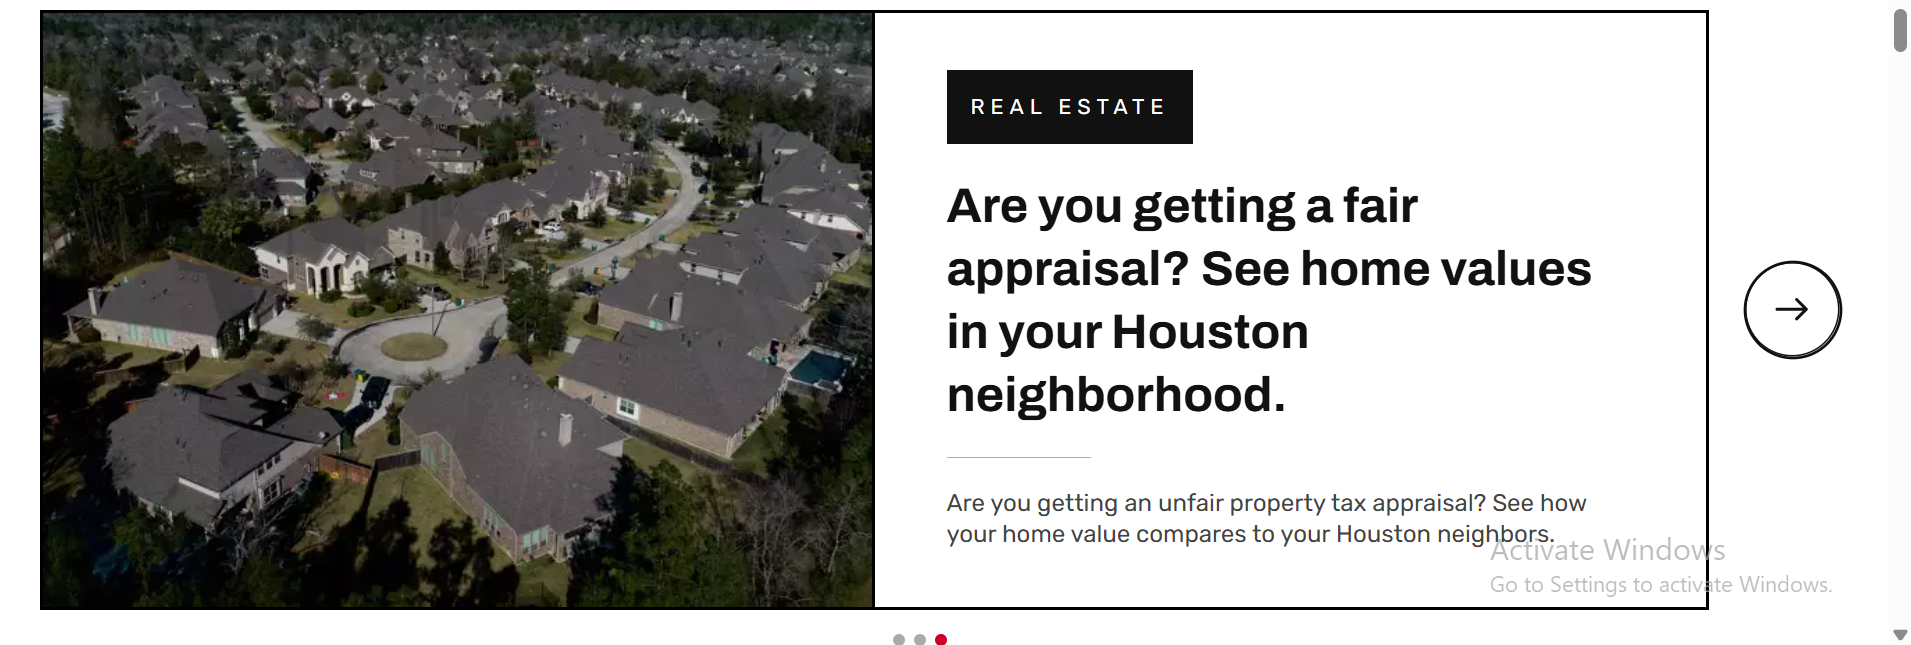 REAL ESTATE
Are you getting a fair
appraisal? See home values
in your Houston
neighborhood.
Are you getting an unfair property tax appraisal? See how
your home value compares to your Houston neighbors.
Activate Windows
Go to Settings to activate Windows.